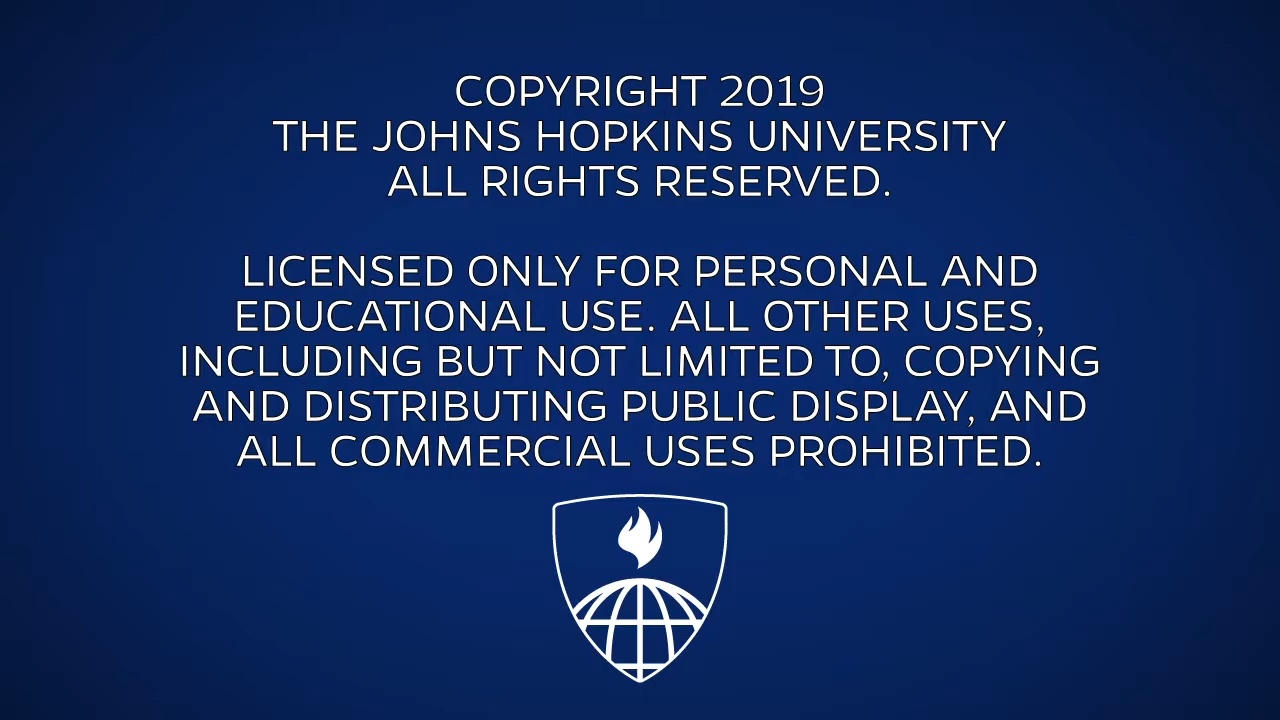 COPYRIGHT 2019
THE JOHNS HOPKINS UNIVERSITY
ALL RIGHTS RESERVED.
LICENSED ONLY FOR PERSONAL AND
EDUCATIONAL USE. ALL OTHER USES,
INCLUDING BUT NOT LIMITED TO, COPYING
AND DISTRIBUTING PUBLIC DISPLAY, AND
ALL COMMERCIAL USES PROHIBITED.